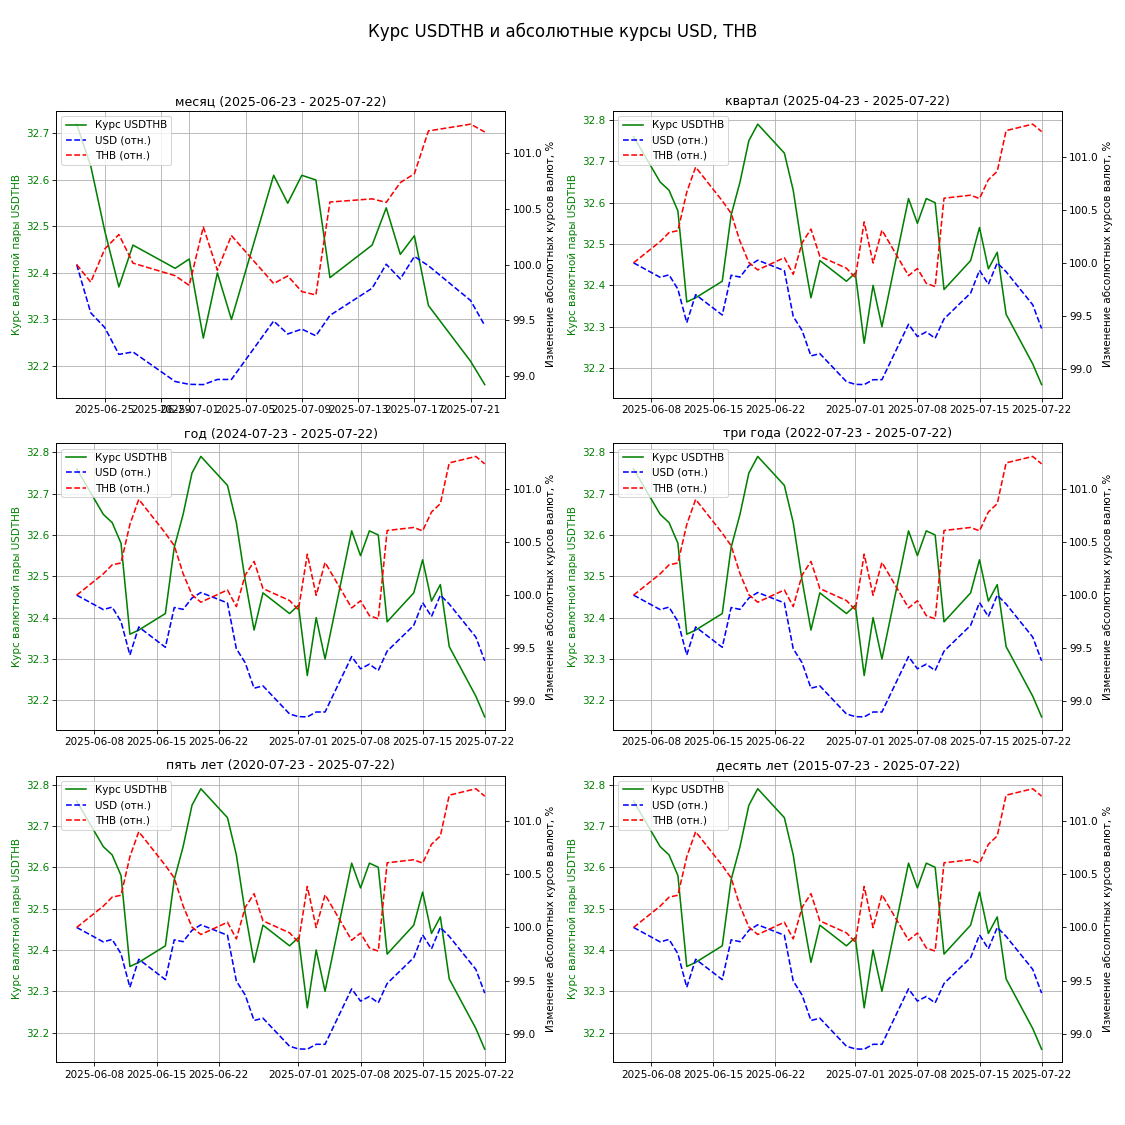 Курс USDTHB и абсолютные курсы USD, THB
месяц (2025-06-23 - 2025-07-22)
Курс USDTHB
USD (отн.)
THB (отн.)
Курс валютной пары USDTHB
32.7
32.6
32.5
32.4
32.3
32.2
101.0
100.5
100.0
99.5
99.0
Изменение абсолютных курсов валют, %
2025-06-25 2025-06-29 2025-07-01 2025-07-05 2025-07-09 2025-07-13 2025-07-17 2025-07-21
квартал (2025-04-23 - 2025-07-22)
Курс USDTHB
USD (отн.)
THB (отн.)
Курс валютной пары USDTHB
32.8
32.7
32.6
32.5
32.4
32.3
32.2
101.0
100.5
100.0
99.5
99.0
Изменение абсолютных курсов валют, %
2025-06-08 2025-06-15 2025-06-22 2025-07-01 2025-07-08 2025-07-15 2025-07-22
год (2024-07-23 - 2025-07-22)
Курс USDTHB
USD (отн.)
THB (отн.)
Курс валютной пары USDTHB
32.8
32.7
32.6
32.5
32.4
32.3
32.2
101.0
100.5
100.0
99.5
99.0
Изменение абсолютных курсов валют, %
2025-06-08 2025-06-15 2025-06-22 2025-07-01 2025-07-08 2025-07-15 2025-07-22
три года (2022-07-23 - 2025-07-22)
Курс USDTHB
USD (отн.)
THB (отн.)
Курс валютной пары USDTHB
32.8
32.7
32.6
32.5
32.4
32.3
32.2
101.0
100.5
100.0
99.5
99.0
Изменение абсолютных курсов валют, %
2025-06-08 2025-06-15 2025-06-22 2025-07-01 2025-07-08 2025-07-15 2025-07-22
пять лет (2020-07-23 - 2025-07-22)
Курс USDTHB
USD (отн.)
THB (отн.)
Курс валютной пары USDTHB
32.8
32.7
32.6
32.5
32.4
32.3
32.2
101.0
100.5
100.0
99.5
99.0
Изменение абсолютных курсов валют, %
2025-06-08 2025-06-15 2025-06-22 2025-07-01 2025-07-08 2025-07-15 2025-07-22
десять лет (2015-07-23 - 2025-07-22)
Курс USDTHB
USD (отн.)
THB (отн.)
Курс валютной пары USDTHB
32.8
32.7
32.6
32.5
32.4
32.3
32.2
101.0
100.5
100.0
99.5
99.0
Изменение абсолютных курсов валют, %
2025-06-08 2025-06-15 2025-06-22 2025-07-01 2025-07-08 2025-07-15 2025-07-22